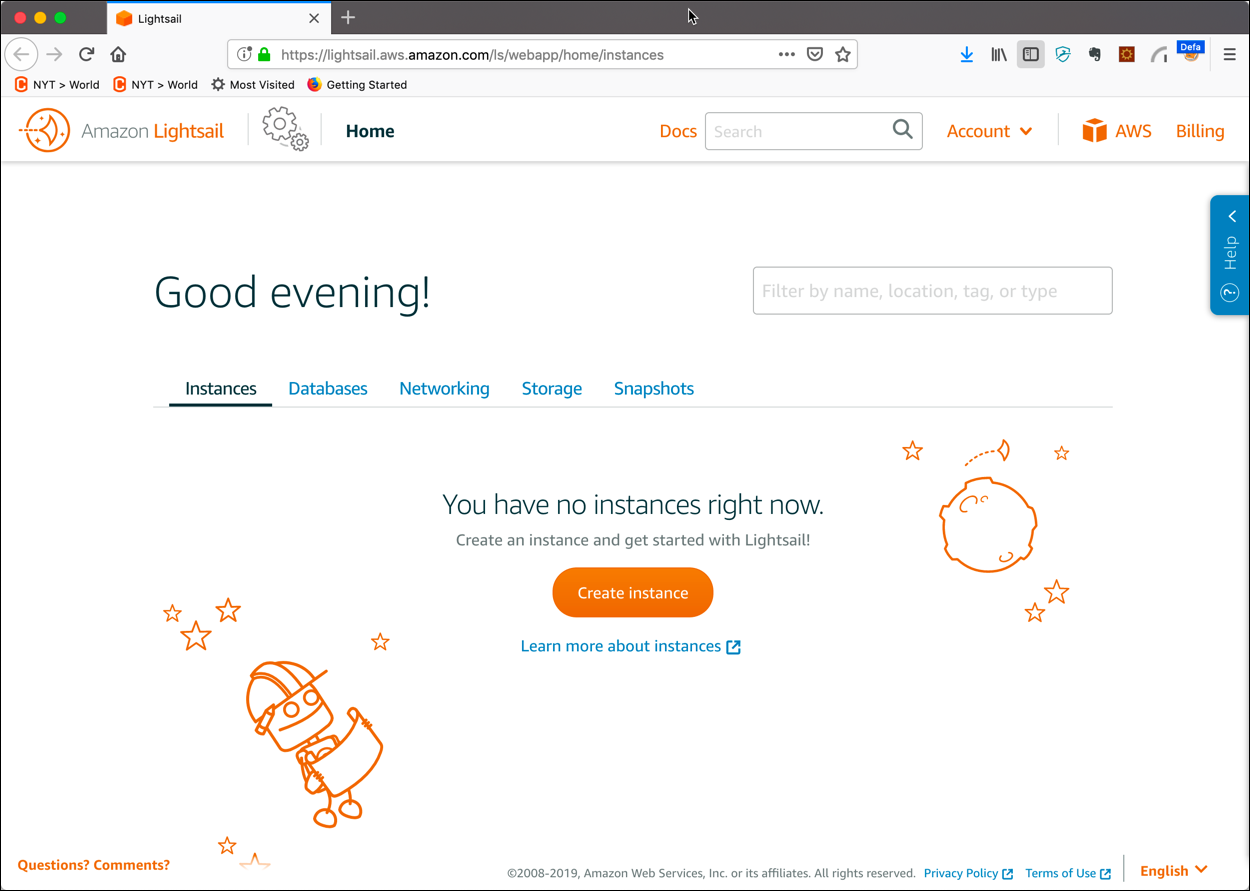 Lightsail
https://lightsail.aws.amazon.com/ls/webapp/home/instances
Defa
NYT > World
NYT > World
Most Visited
Getting Started
Amazon Lightsail
Home
Docs
Search
Account
AWS
Billing
Help
Good evening!
Filter by name, location, tag, or type
Instances
Databases
Networking
Storage
Snapshots
You have no instances right now.
Create an instance and get started with Lightsail!
Create instance
Learn more about instances
Questions? Comments?
©2008-2019, Amazon Web Services, Inc. or its affiliates. All rights reserved.
Privacy Policy
Terms of Use
English